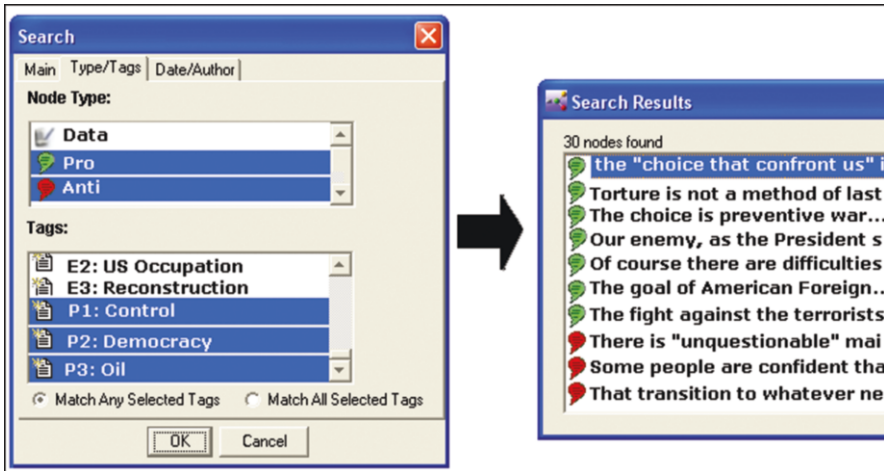 Search
Main Type/Tags Date/Author
Node Type:
Data
Pro
Anti
Tags:
E2: US Occupation
E3: Reconstruction
P1: Control
P2: Democracy
P3: Oil
Match Any Selected Tags Match All Selected Tags
OK Cancel
Search Results
30 nodes found
the "choice that confront us" i
Torture is not a method of last
The choice is preventive war...
Our enemy, as the President s
Of course there are difficulties
The goal of American Foreign..
The fight against the terrorists
There is "unquestionable" mai
Some people are confident tha
That transition to whatever ne